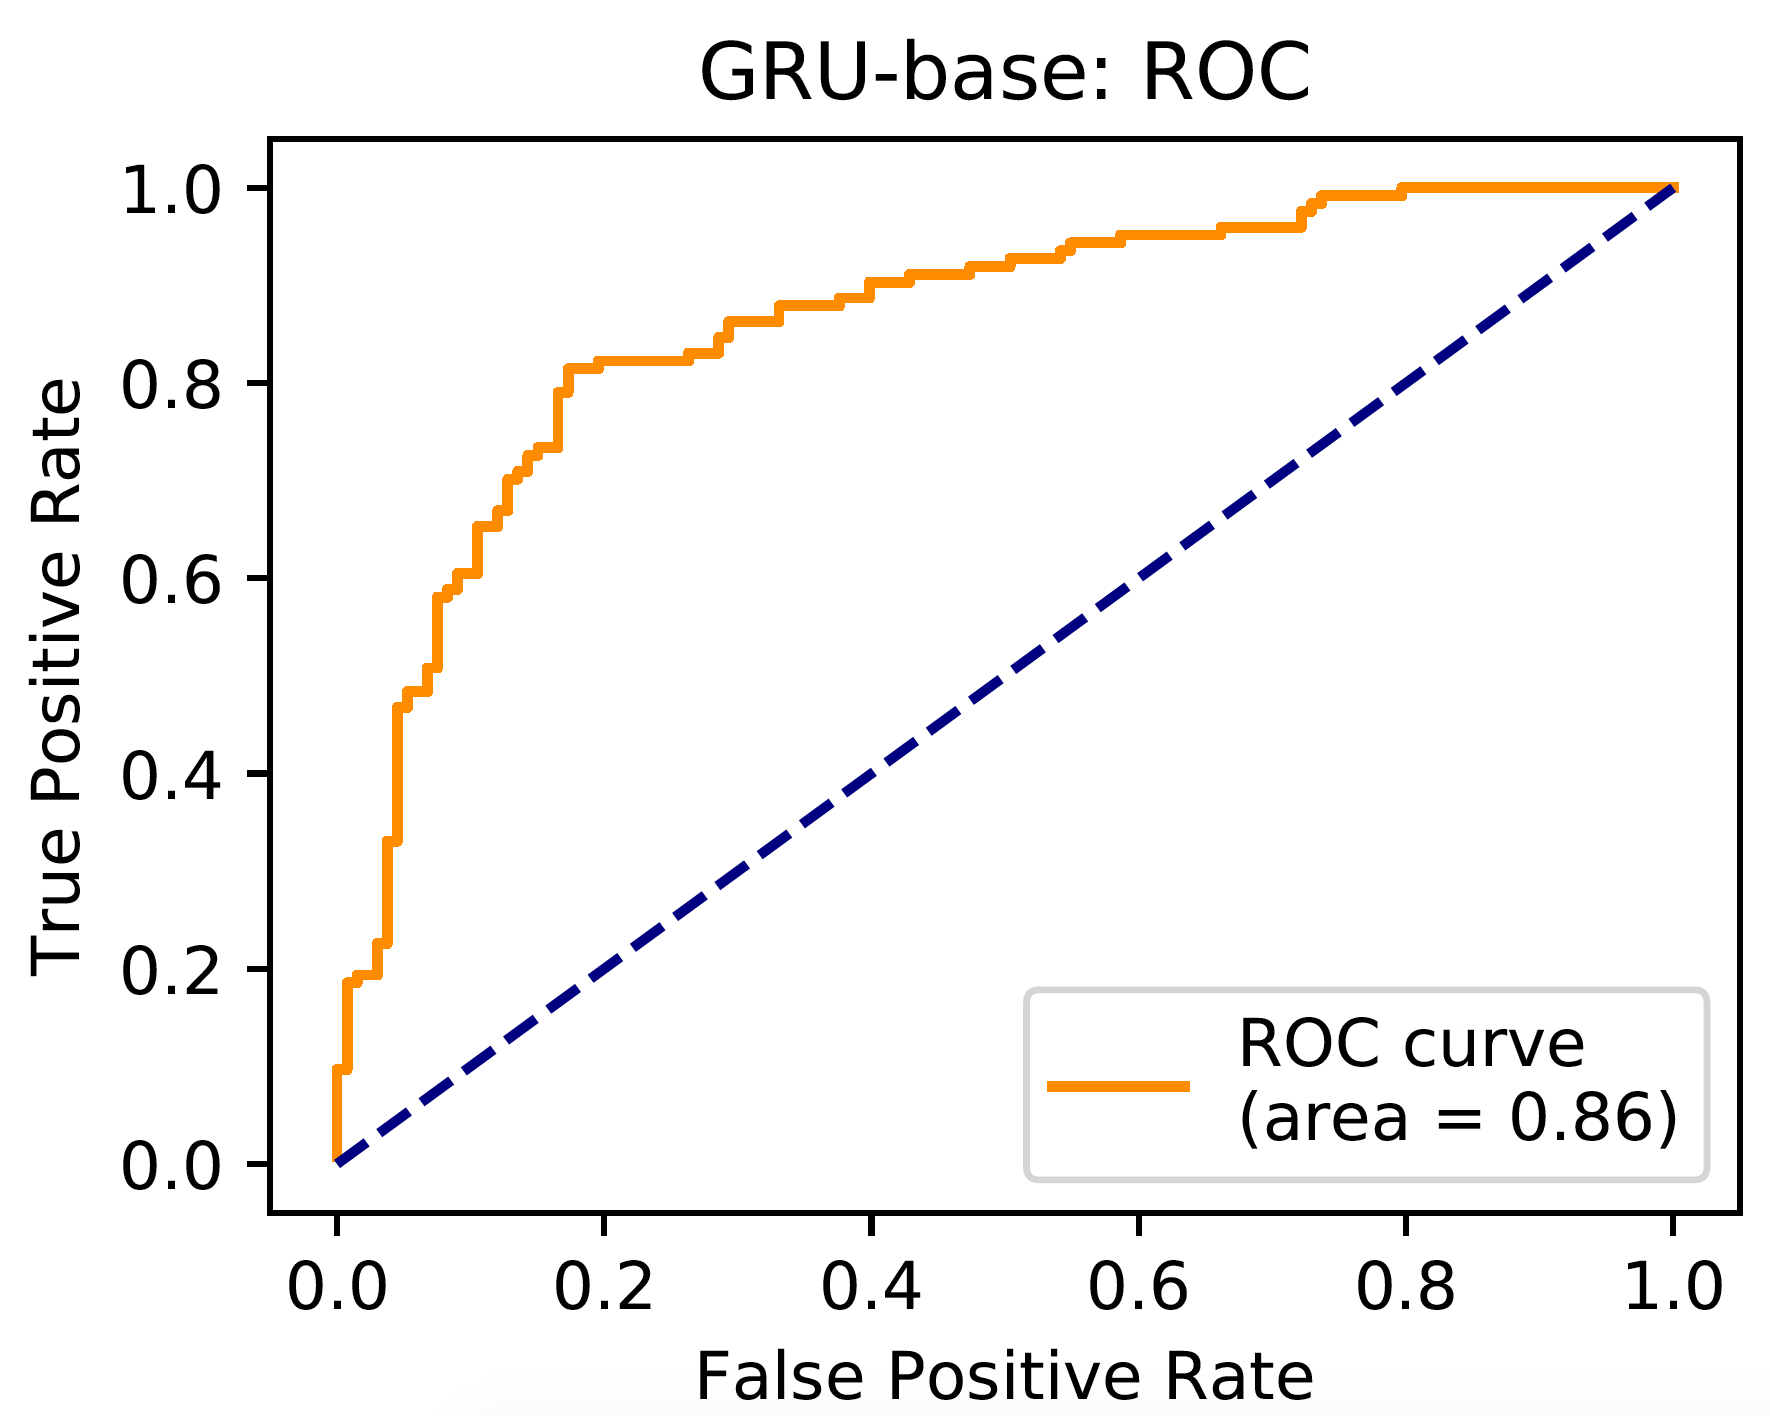 GRU-base: ROC
True Positive Rate
1.0
0.8
0.6
0.4
0.2
0.0
ROC curve
(area = 0.86)
0.0 0.2 0.4 0.6 0.8 1.0
False Positive Rate